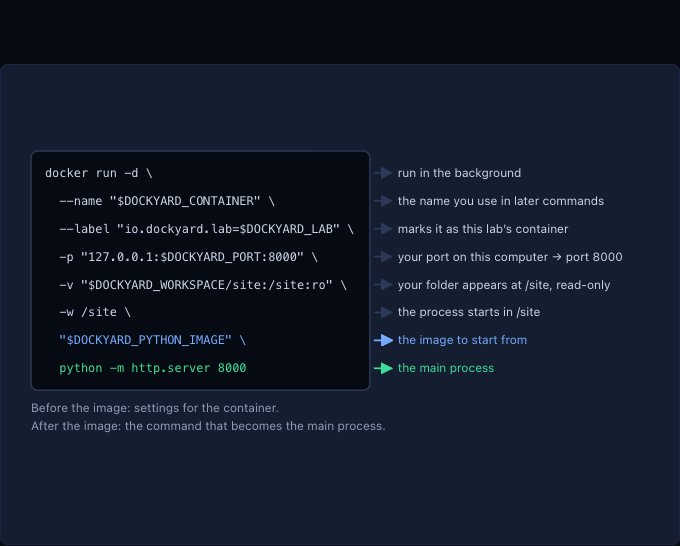 docker run -d \ run in the background
--name "$DOCKYARD_CONTAINER" \ the name you use in later commands
--label "io.dockyard.lab=$DOCKYARD_LAB" \ marks it as this lab's container
-p "127.0.0.1:$DOCKYARD_PORT:8000" \ your port on this computer → port 8000
-v "$DOCKYARD_WORKSPACE/site:/site:ro" \ your folder appears at /site, read-only
-w /site \ the process starts in /site
"$DOCKYARD_PYTHON_IMAGE" \ the image to start from
python -m http.server 8000 the main process
Before the image: settings for the container.
After the image: the command that becomes the main process.